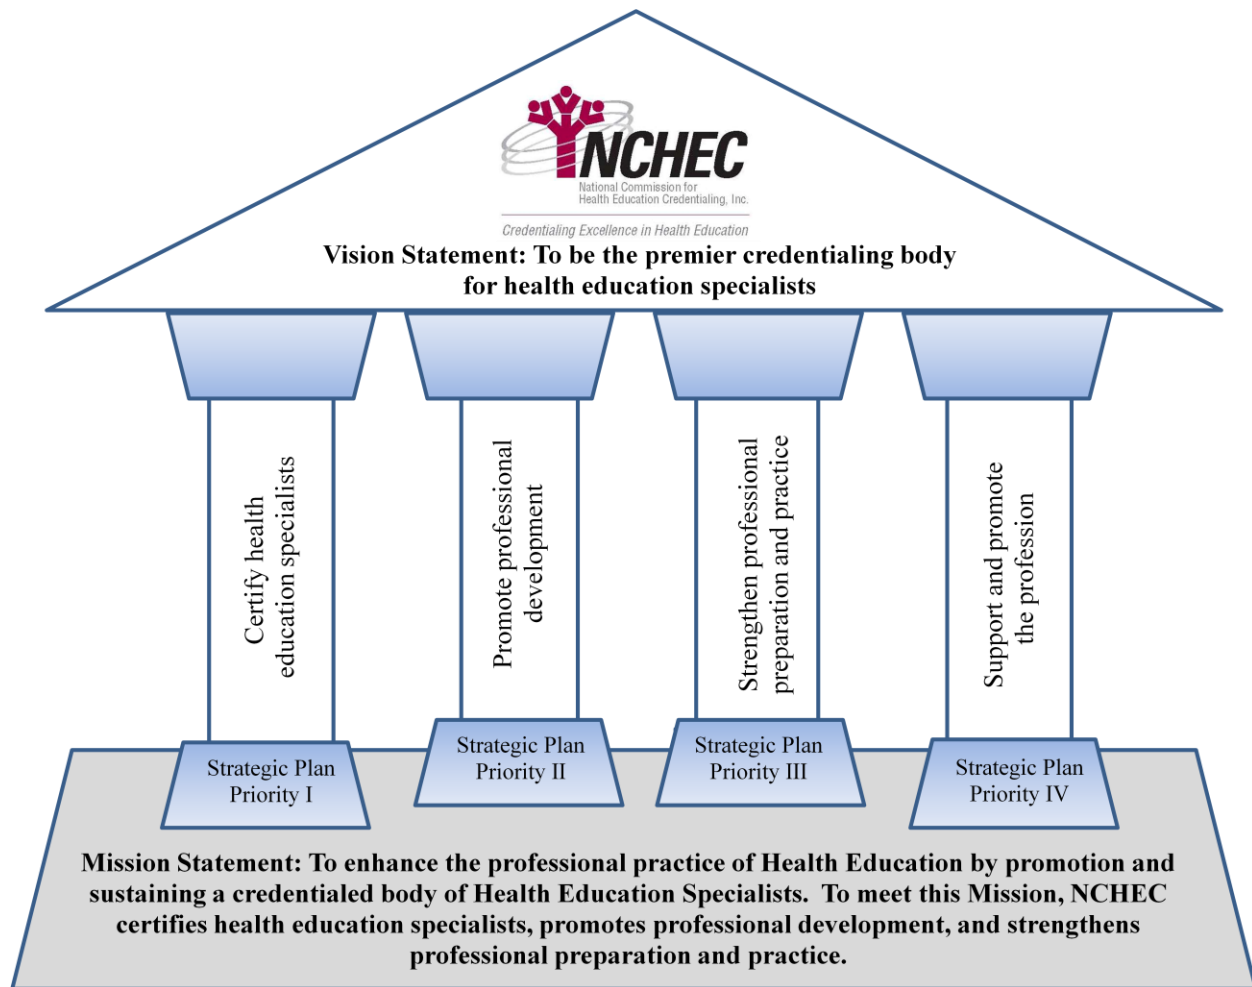 NCHEC
National Commission for
Health Education Credentialing, Inc.
Credentialing Excellence in Health Education
Vision Statement: To be the premier credentialing body
for health education specialists
Certify health
education specialists
Promote professional
development
Strengthen professional
preparation and practice
Support and promote
the profession
Strategic Plan
Priority I
Strategic Plan
Priority II
Strategic Plan
Priority III
Strategic Plan
Priority IV
Mission Statement: To enhance the professional practice of Health Education by promotion and
sustaining a credentialed body of Health Education Specialists.  To meet this Mission, NCHEC
certifies health education specialists, promotes professional development, and strengthens
professional preparation and practice.